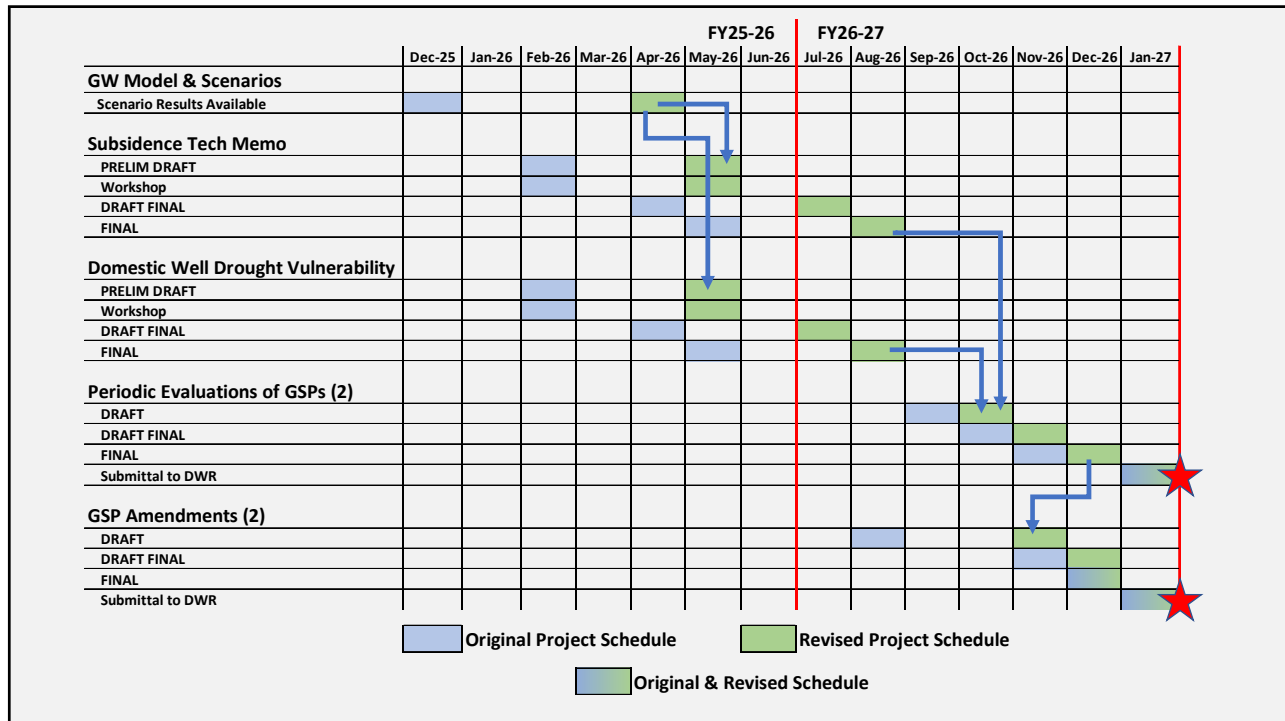 FY25-26 FY26-27
Dec-25 Jan-26 Feb-26 Mar-26 Apr-26 May-26 Jun-26 Jul-26 Aug-26 Sep-26 Oct-26 Nov-26 Dec-26 Jan-27
GW Model & Scenarios
Scenario Results Available
Subsidence Tech Memo
PRELIM DRAFT
Workshop
DRAFT FINAL
FINAL
Domestic Well Drought Vulnerability
PRELIM DRAFT
Workshop
DRAFT FINAL
FINAL
Periodic Evaluations of GSPs (2)
DRAFT
DRAFT FINAL
FINAL
Submittal to DWR
GSP Amendments (2)
DRAFT
DRAFT FINAL
FINAL
Submittal to DWR
Original Project Schedule Revised Project Schedule
Original & Revised Schedule